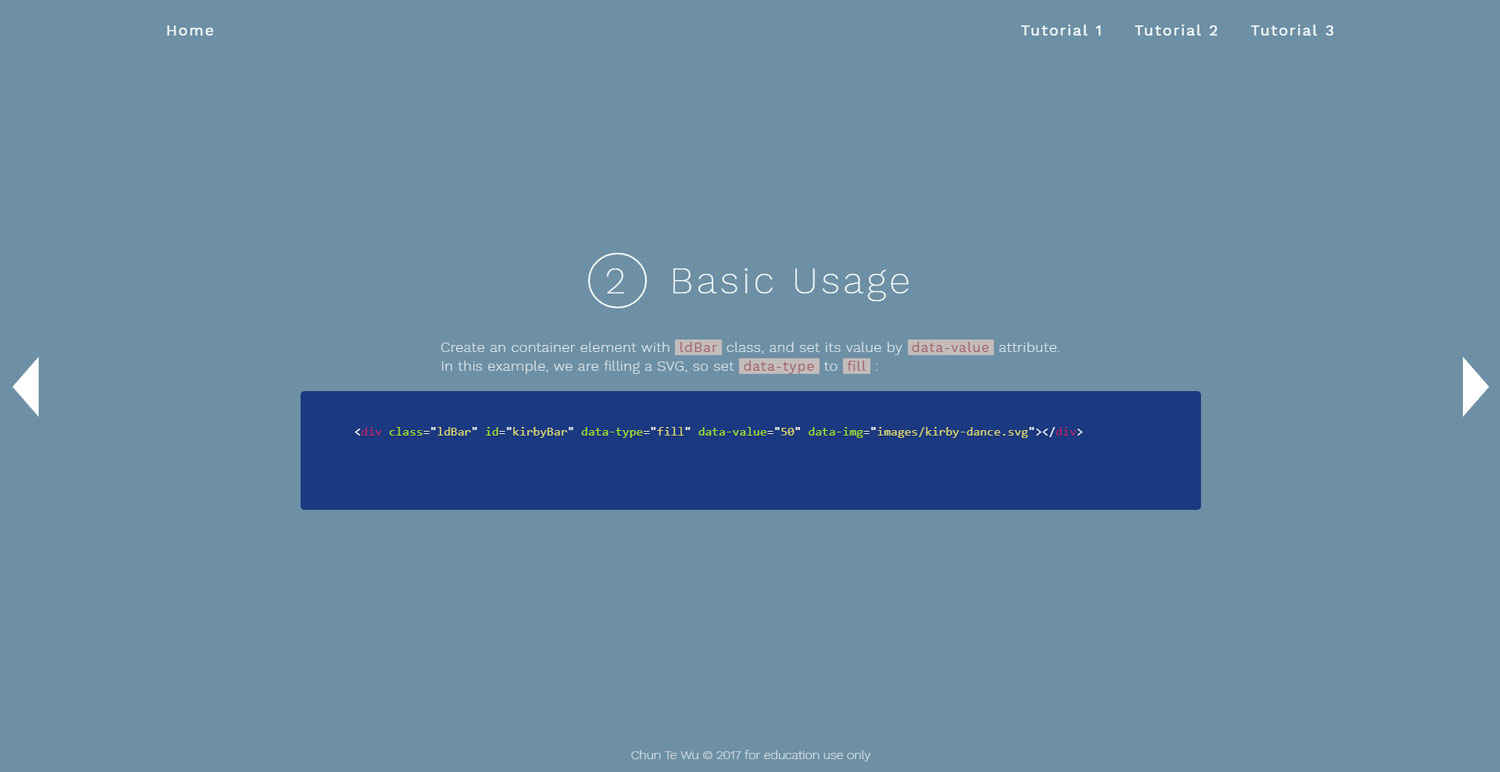 Home Tutorial 1 Tutorial 2 Tutorial 3
2 Basic Usage
Create an container element with ldBar class, and set its value by data-value attribute.
In this example, we are filling a SVG, so set data-type to fill :
<div class="ldBar" id="kirbyBar" data-type="fill" data-value="50" data-img="images/kirby-dance.svg"></div>
Chun Te Wu © 2017 for education use only